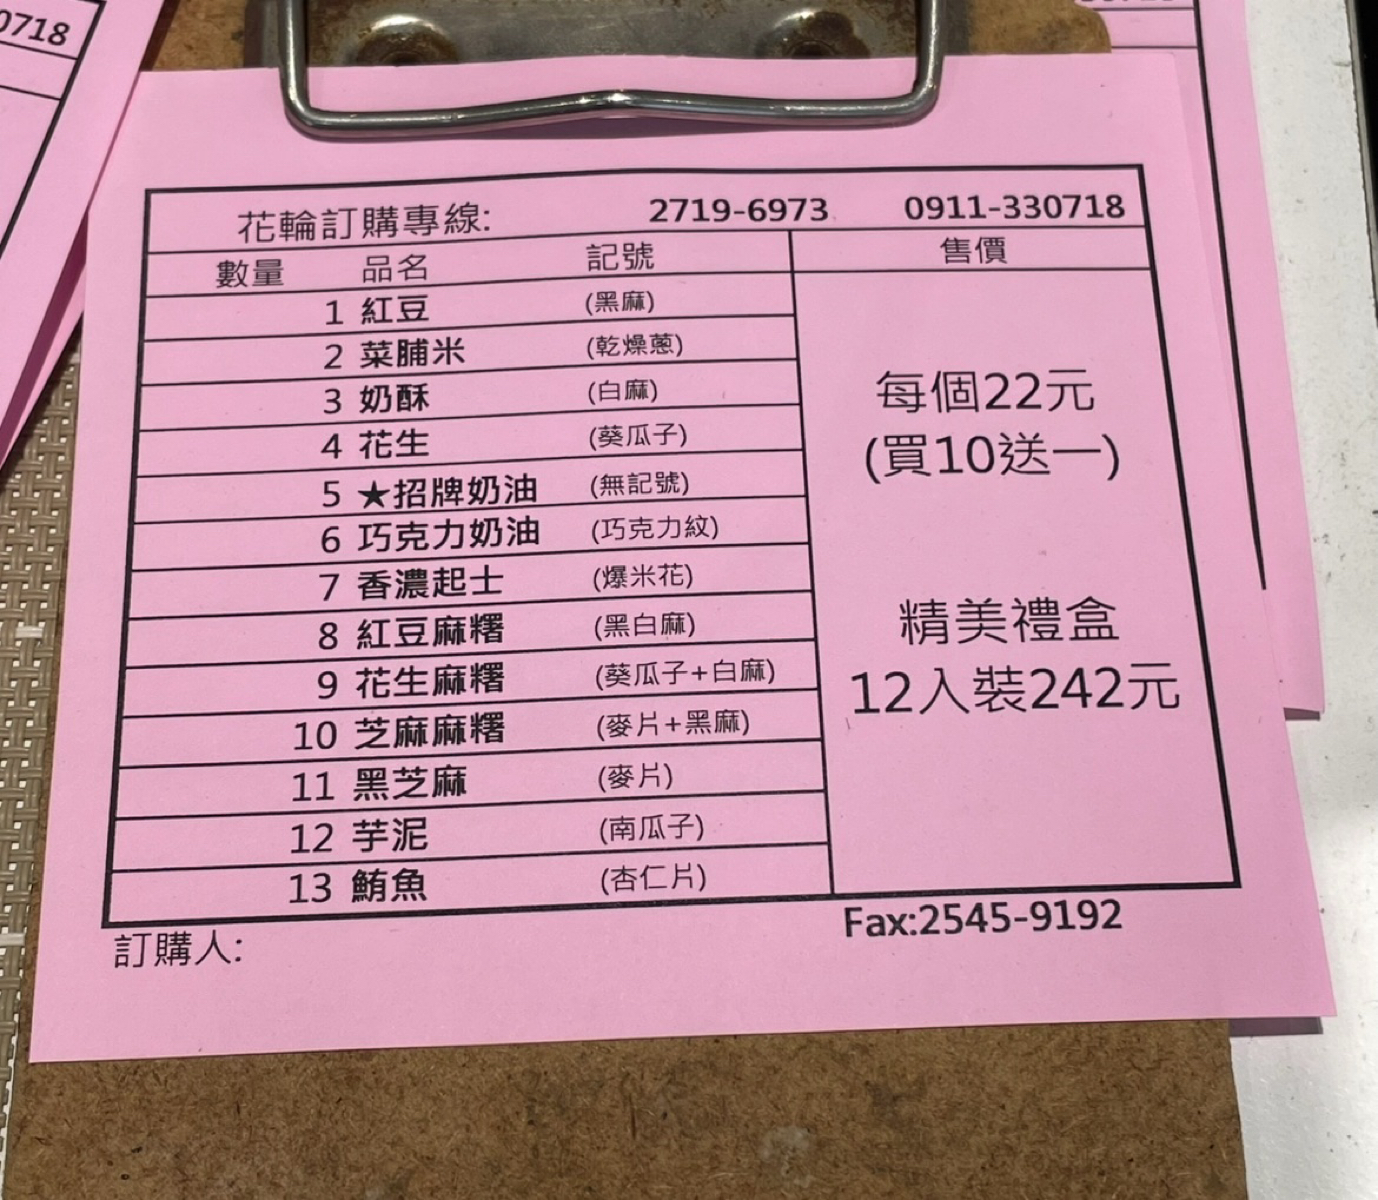 0718
花輪訂購專線: 2719-6973 0911-330718
數量 品名 記號 售價
1 紅豆 (黑麻)
2 菜脯米 (乾燥蔥)
3 奶酥 (白麻)
4 花生 (葵瓜子)
5 ★招牌奶油 (無記號)
6 巧克力奶油 (巧克力紋)
7 香濃起士 (爆米花)
8 紅豆麻糬 (黑白麻)
9 花生麻糬 (葵瓜子+白麻)
10 芝麻麻糬 (麥片+黑麻)
11 黑芝麻 (麥片)
12 芋泥 (南瓜子)
13 鮪魚 (杏仁片)
每個22元
(買10送一)
精美禮盒
12入裝242元
訂購人:
Fax:2545-9192